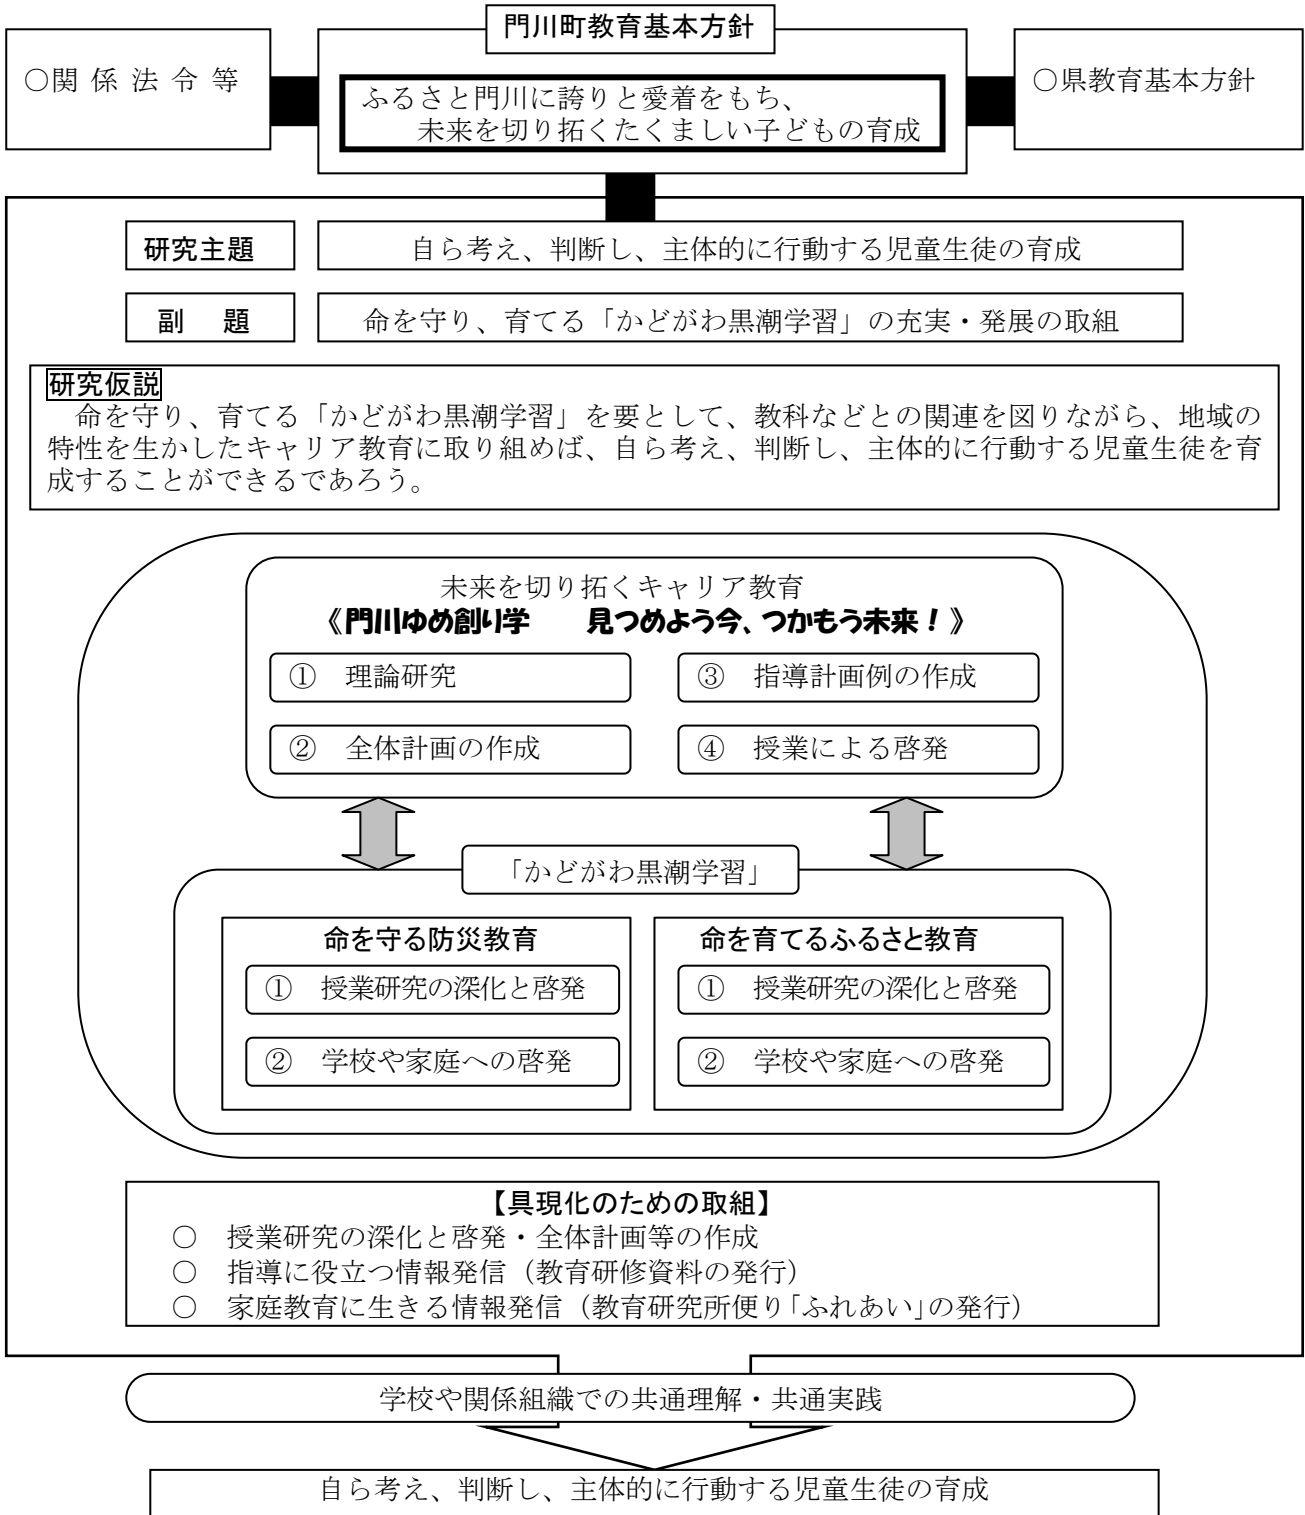 門川町教育基本方針
○関 係 法 令 等
ふるさと門川に誇りと愛着をもち、
未来を切り拓くたくましい子どもの育成
○県教育基本方針
研究主題
自ら考え、判断し、主体的に行動する児童生徒の育成
副 題
命を守り、育てる「かどがわ黒潮学習」の充実・発展の取組
研究仮説
命を守り、育てる「かどがわ黒潮学習」を要として、教科などとの関連を図りながら、地域の
特性を生かしたキャリア教育に取り組めば、自ら考え、判断し、主体的に行動する児童生徒を育
成することができるであろう。
未来を切り拓くキャリア教育
《門川ゆめ創り学 見つめよう今、つかもう未来！》
① 理論研究
③ 指導計画例の作成
② 全体計画の作成
④ 授業による啓発
「かどがわ黒潮学習」
命を守る防災教育
① 授業研究の深化と啓発
② 学校や家庭への啓発
命を育てるふるさと教育
① 授業研究の深化と啓発
② 学校や家庭への啓発
【具現化のための取組】
○ 授業研究の深化と啓発・全体計画等の作成
○ 指導に役立つ情報発信（教育研修資料の発行）
○ 家庭教育に生きる情報発信（教育研究所便り「ふれあい」の発行）
学校や関係組織での共通理解・共通実践
自ら考え、判断し、主体的に行動する児童生徒の育成